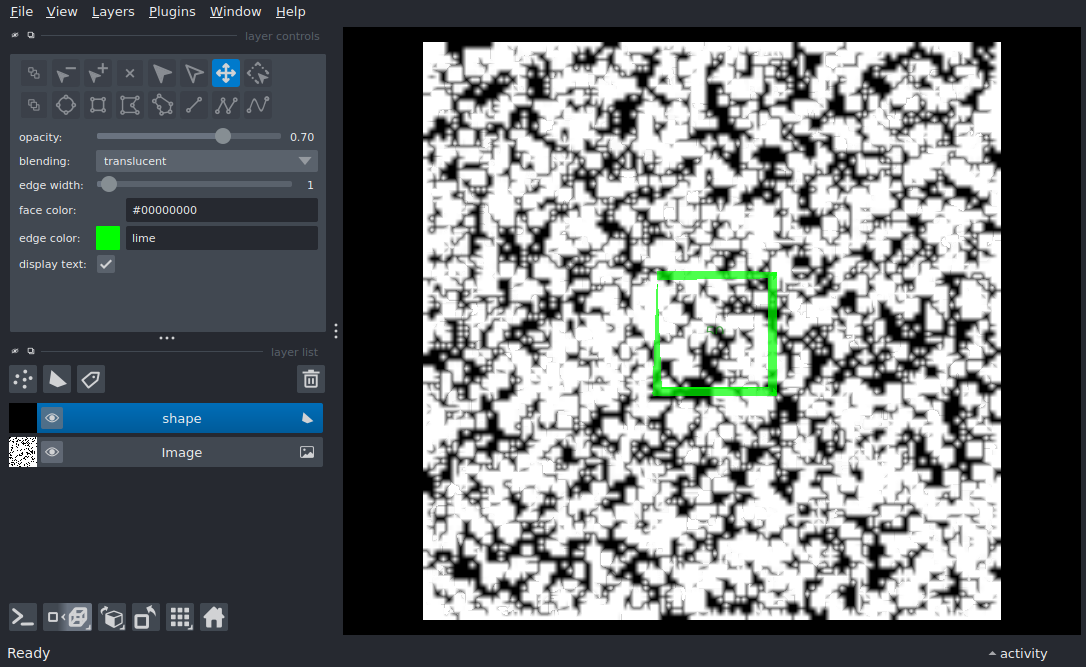 File View Layers Plugins Window Help
layer controls
opacity: 0.70
blending: translucent
edge width: 1
face color: #00000000
edge color: lime
display text:
layer list
shape
Image
Ready
activity